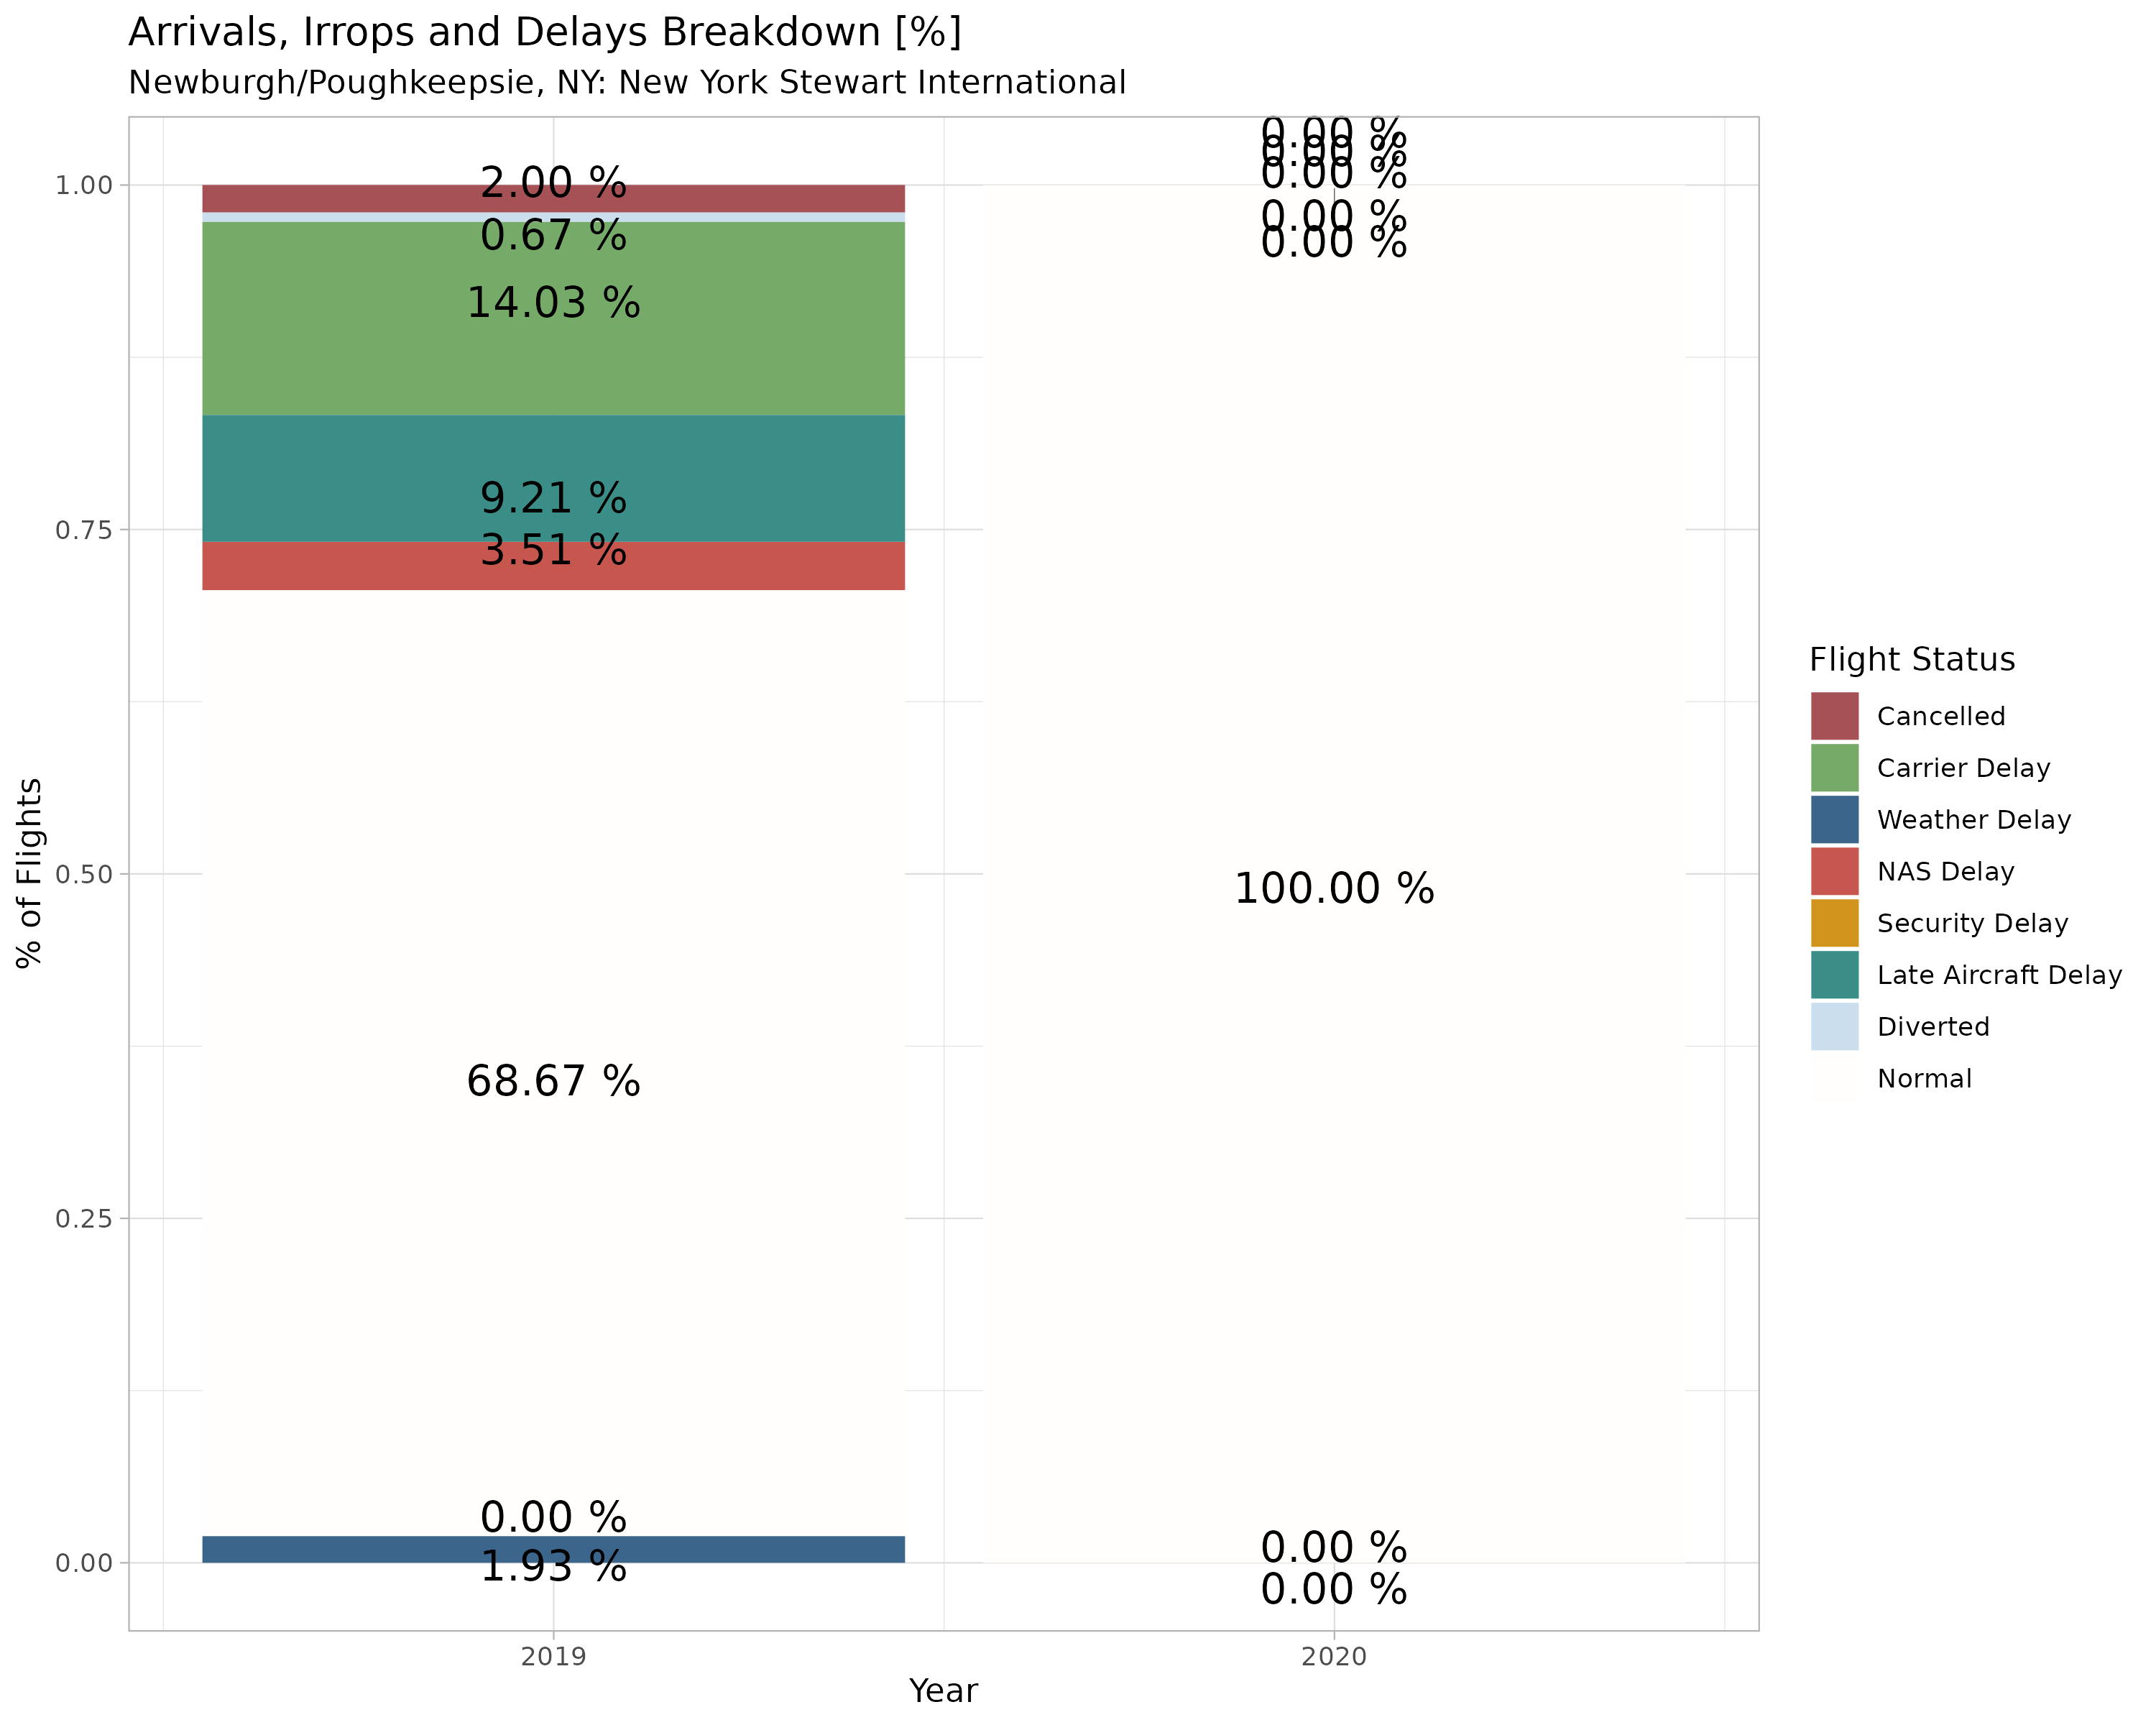 Arrivals, Irrops and Delays Breakdown [%]
Newburgh/Poughkeepsie, NY: New York Stewart International
% of Flights
1.00
0.75
0.50
0.25
0.00
2.00 %
0.67 %
14.03 %
9.21 %
3.51 %
68.67 %
0.00 %
1.93 %
0.00 %
0.00 %
0.00 %
0.00 %
0.00 %
100.00 %
0.00 %
0.00 %
2019
2020
Year
Flight Status
Cancelled
Carrier Delay
Weather Delay
NAS Delay
Security Delay
Late Aircraft Delay
Diverted
Normal